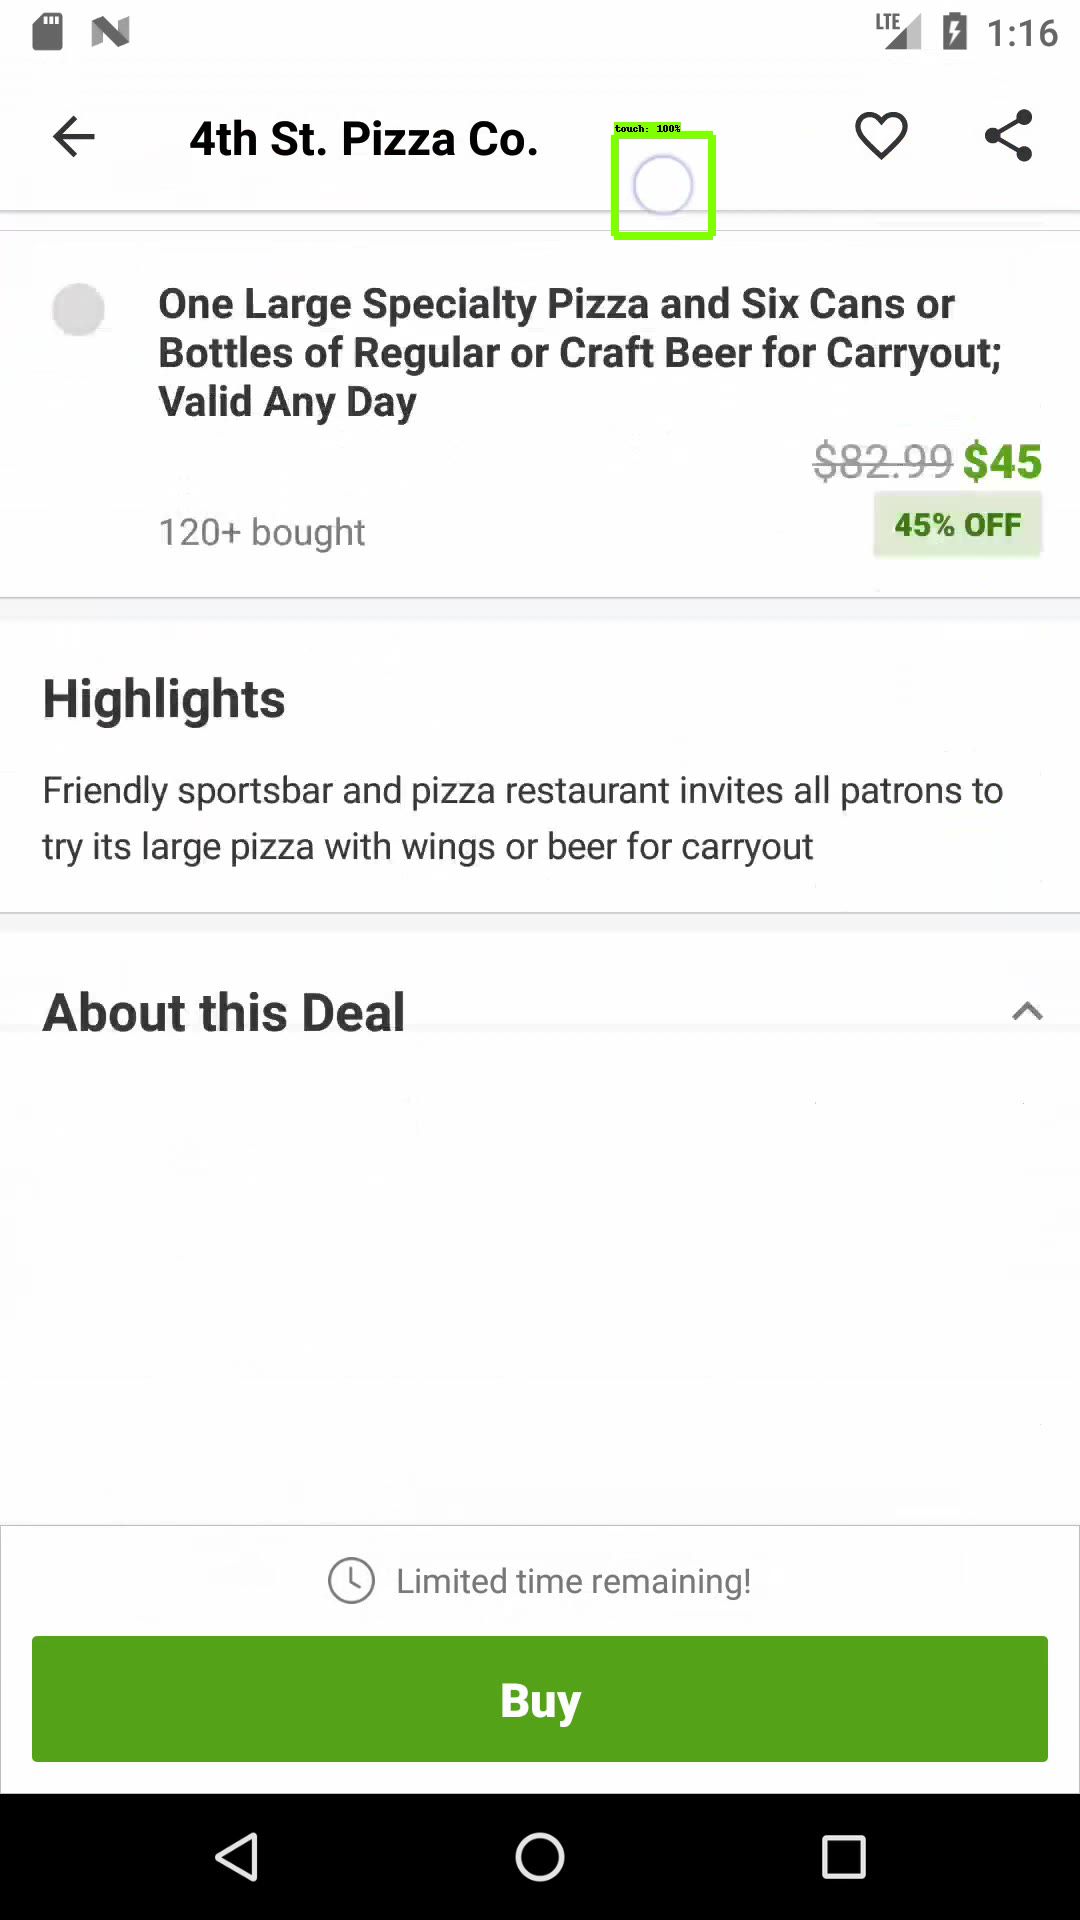 LTE 1:16
4th St. Pizza Co.
touch: 100%
One Large Specialty Pizza and Six Cans or
Bottles of Regular or Craft Beer for Carryout;
Valid Any Day
$82.99 $45
120+ bought
45% OFF
Highlights
Friendly sportsbar and pizza restaurant invites all patrons to
try its large pizza with wings or beer for carryout
About this Deal
Limited time remaining!
Buy